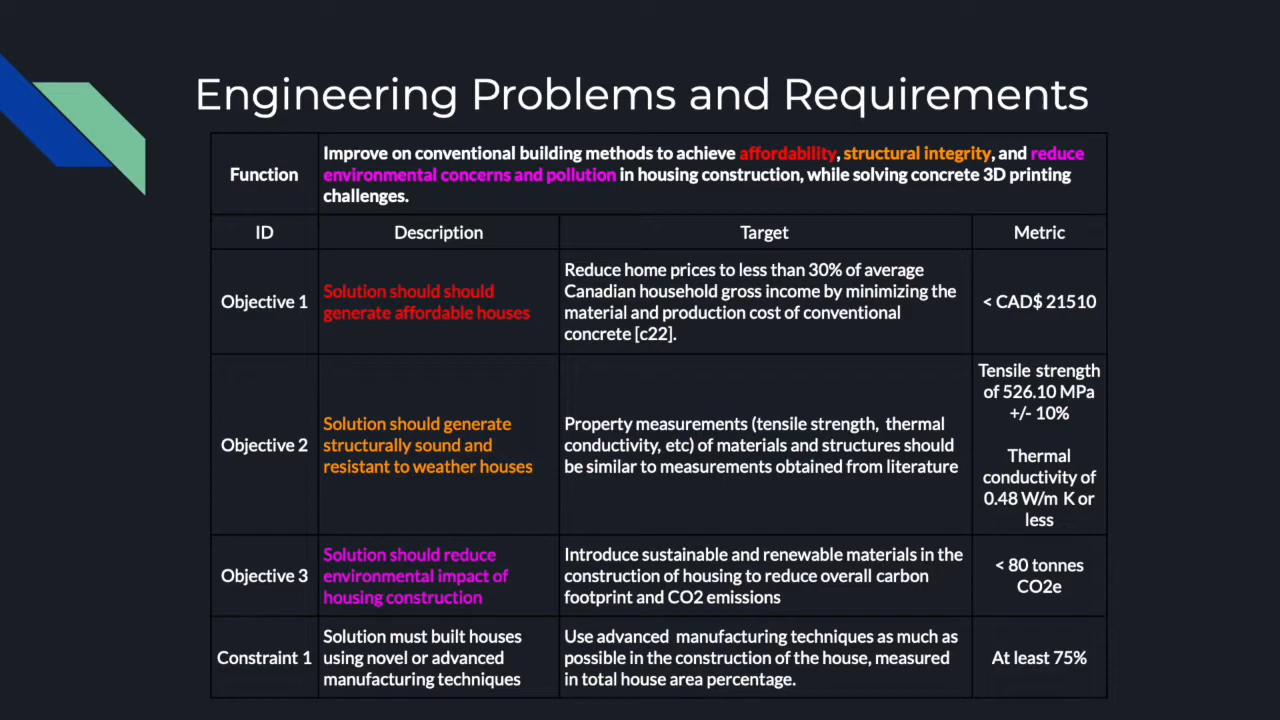 Engineering Problems and Requirements
Function
Improve on conventional building methods to achieve affordability, structural integrity, and reduce
environmental concerns and pollution in housing construction, while solving concrete 3D printing
challenges.
ID
Description
Target
Metric
Objective 1
Solution should should
generate affordable houses
Reduce home prices to less than 30% of average
Canadian household gross income by minimizing the
material and production cost of conventional
concrete [c22].
< CAD$ 21510
Objective 2
Solution should generate
structurally sound and
resistant to weather houses
Property measurements (tensile strength, thermal
conductivity, etc) of materials and structures should
be similar to measurements obtained from literature
Tensile strength
of 526.10 MPa
+/- 10%
Thermal
conductivity of
0.48 W/m K or
less
Objective 3
Solution should reduce
environmental impact of
housing construction
Introduce sustainable and renewable materials in the
construction of housing to reduce overall carbon
footprint and CO2 emissions
< 80 tonnes
CO2e
Constraint 1
Solution must built houses
using novel or advanced
manufacturing techniques
Use advanced manufacturing techniques as much as
possible in the construction of the house, measured
in total house area percentage.
At least 75%